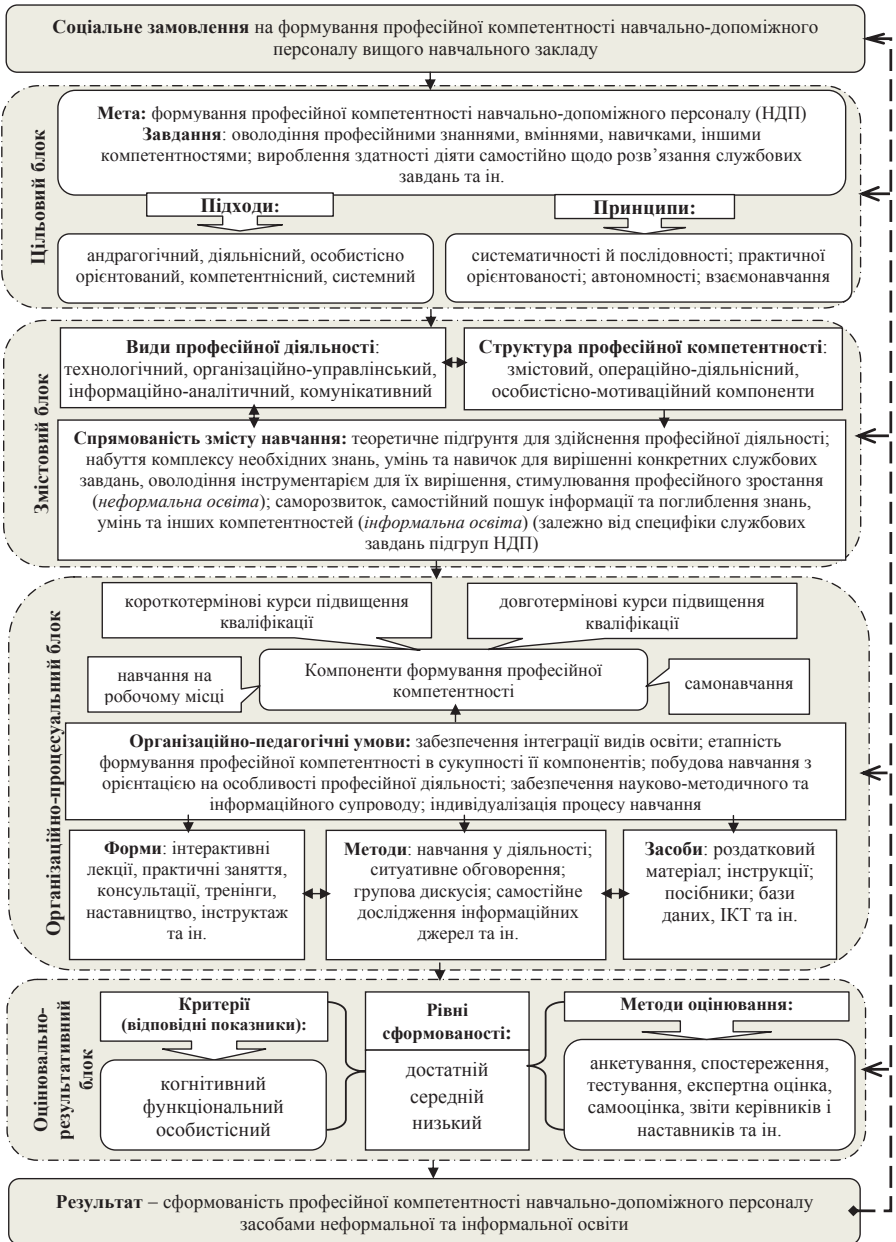 Соціальне замовлення на формування професійної компетентності навчально-допоміжного
персоналу вищого навчального закладу
Цільовий блок
Мета: формування професійної компетентності навчально-допоміжного персоналу (НДП)
Завдання: оволодіння професійними знаннями, вміннями, навичками, іншими
компетентностями; вироблення здатності діяти самостійно щодо розв’язання службових
завдань та ін.
Підходи:
андрагогічний, діяльнісний, особистісно
орієнтований, компетентнісний, системний
Принципи:
систематичності й послідовності; практичної
орієнтованості; автономності; взаємонавчання
Змістовий блок
Види професійної діяльності:
технологічний, організаційно-управлінський,
інформаційно-аналітичний, комунікативний
Структура професійної компетентності:
змістовий, операційно-діяльнісний,
особистісно-мотиваційний компоненти
Спрямованість змісту навчання: теоретичне підґрунтя для здійснення професійної діяльності;
набуття комплексу необхідних знань, умінь та навичок для вирішенні конкретних службових
завдань, оволодіння інструментарієм для їх вирішення, стимулювання професійного зростання
(неформальна освіта); саморозвиток, самостійний пошук інформації та поглиблення знань,
умінь та інших компетентностей (інформальна освіта) (залежно від специфіки службових
завдань підгруп НДП)
Організаційно-процесуальний блок
короткотермінові курси підвищення
кваліфікації
довготермінові курси підвищення
кваліфікації
навчання на
робочому місці
Компоненти формування професійної
компетентності
самонавчання
Організаційно-педагогічні умови: забезпечення інтеграції видів освіти; етапність
формування професійної компетентності в сукупності її компонентів; побудова навчання з
орієнтацією на особливості професійної діяльності; забезпечення науково-методичного та
інформаційного супроводу; індивідуалізація процесу навчання
Форми: інтерактивні
лекції, практичні заняття,
консультації, тренінги,
наставництво, інструктаж
та ін.
Методи: навчання у діяльності;
ситуативне обговорення;
групова дискусія; самостійне
дослідження інформаційних
джерел та ін.
Засоби: роздатковий
матеріал; інструкції;
посібники; бази
даних, ІКТ та ін.
Оцінювально-
результативний
блок
Критерії
(відповідні показники):
когнітивний
функціональний
особистісний
Рівні
сформованості:
достатній
середній
низький
Методи оцінювання:
анкетування, спостереження,
тестування, експертна оцінка,
самооцінка, звіти керівників і
наставників та ін.
Результат – сформованість професійної компетентності навчально-допоміжного персоналу
засобами неформальної та інформальної освіти